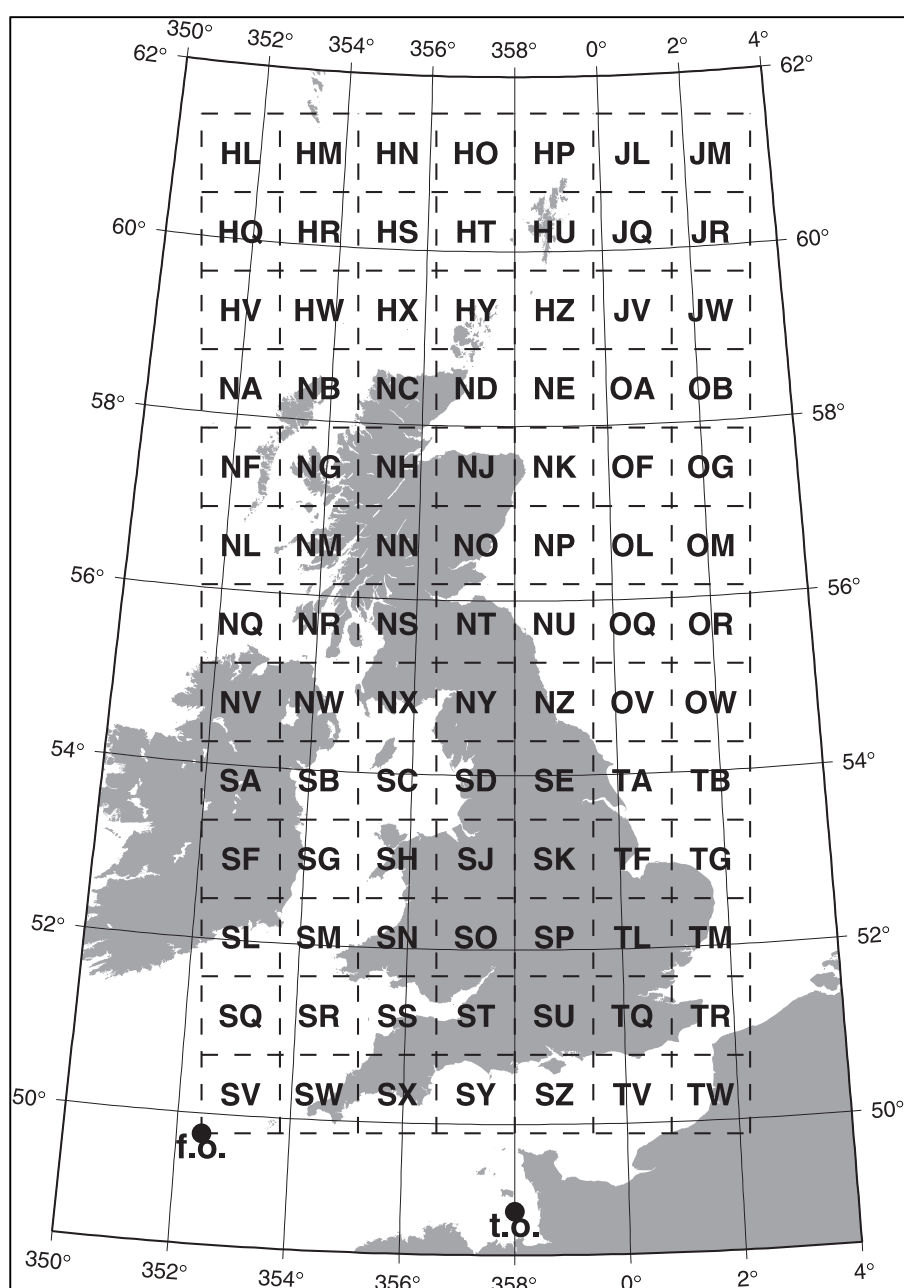 350° 352° 354° 356° 358° 0° 2° 4°
62° 62°
HL HM HN HO HP JL JM
60° HQ HR HS HT HU JQ JR 60°
HV HW HX HY HZ JV JW
58° NA NB NC ND NE OA OB 58°
NF NG NH NJ NK OF OG
NL NM NN NO NP OL OM
56° 56°
NQ NR NS NT NU OQ OR
NV NW NX NY NZ OV OW
54° 54°
SA SB SC SD SE TA TB
SF SG SH SJ SK TF TG
52° SL SM SN SO SP TL TM 52°
SQ SR SS ST SU TQ TR
50° SV SW SX SY SZ TV TW 50°
f.o.
t.o.
350° 352° 354° 356° 358° 0° 2° 4°